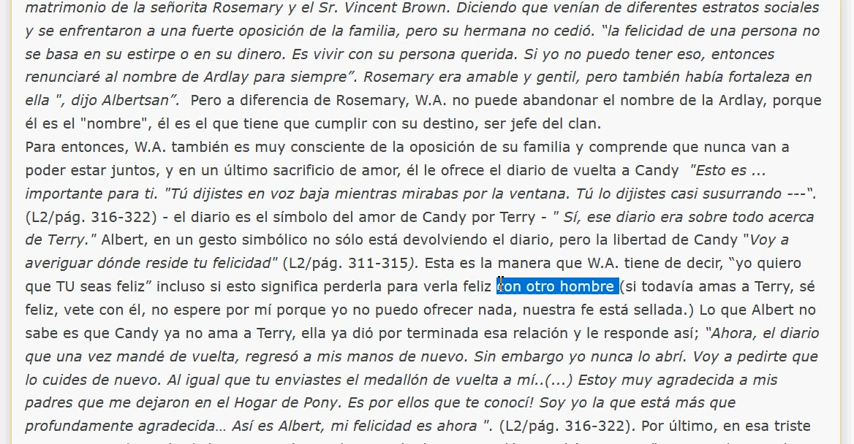 matrimonio de la señorita Rosemary y el Sr. Vincent Brown. Diciendo que venían de diferentes estratos sociales
y se enfrentaron a una fuerte oposición de la familia, pero su hermana no cedió. “la felicidad de una persona no
se basa en su estirpe o en su dinero. Es vivir con su persona querida. Si yo no puedo tener eso, entonces
renunciaré al nombre de Ardlay para siempre”. Rosemary era amable y gentil, pero también había fortaleza en
ella ", dijo Albertsan”. Pero a diferencia de Rosemary, W.A. no puede abandonar el nombre de la Ardlay, porque
él es el "nombre", él es el que tiene que cumplir con su destino, ser jefe del clan.
Para entonces, W.A. también es muy consciente de la oposición de su familia y comprende que nunca van a
poder estar juntos, y en un último sacrificio de amor, él le ofrece el diario de vuelta a Candy "Esto es ...
importante para ti. "Tú dijistes en voz baja mientras mirabas por la ventana. Tú lo dijistes casi susurrando ---“.
(L2/pág. 316-322) - el diario es el símbolo del amor de Candy por Terry - " Sí, ese diario era sobre todo acerca
de Terry." Albert, en un gesto simbólico no sólo está devolviendo el diario, pero la libertad de Candy "Voy a
averiguar dónde reside tu felicidad" (L2/pág. 311-315). Esta es la manera que W.A. tiene de decir, “yo quiero
que TU seas feliz” incluso si esto significa perderla para verla feliz con otro hombre (si todavía amas a Terry, sé
feliz, vete con él, no espere por mí porque yo no puedo ofrecer nada, nuestra fe está sellada.) Lo que Albert no
sabe es que Candy ya no ama a Terry, ella ya dió por terminada esa relación y le responde así; “Ahora, el diario
que una vez mandé de vuelta, regresó a mis manos de nuevo. Sin embargo yo nunca lo abrí. Voy a pedirte que
lo cuides de nuevo. Al igual que tu enviastes el medallón de vuelta a mí..(...) Estoy muy agradecida a mis
padres que me dejaron en el Hogar de Pony. Es por ellos que te conocí! Soy yo la que está más que
profundamente agradecida… Así es Albert, mi felicidad es ahora ". (L2/pág. 316-322). Por último, en esa triste